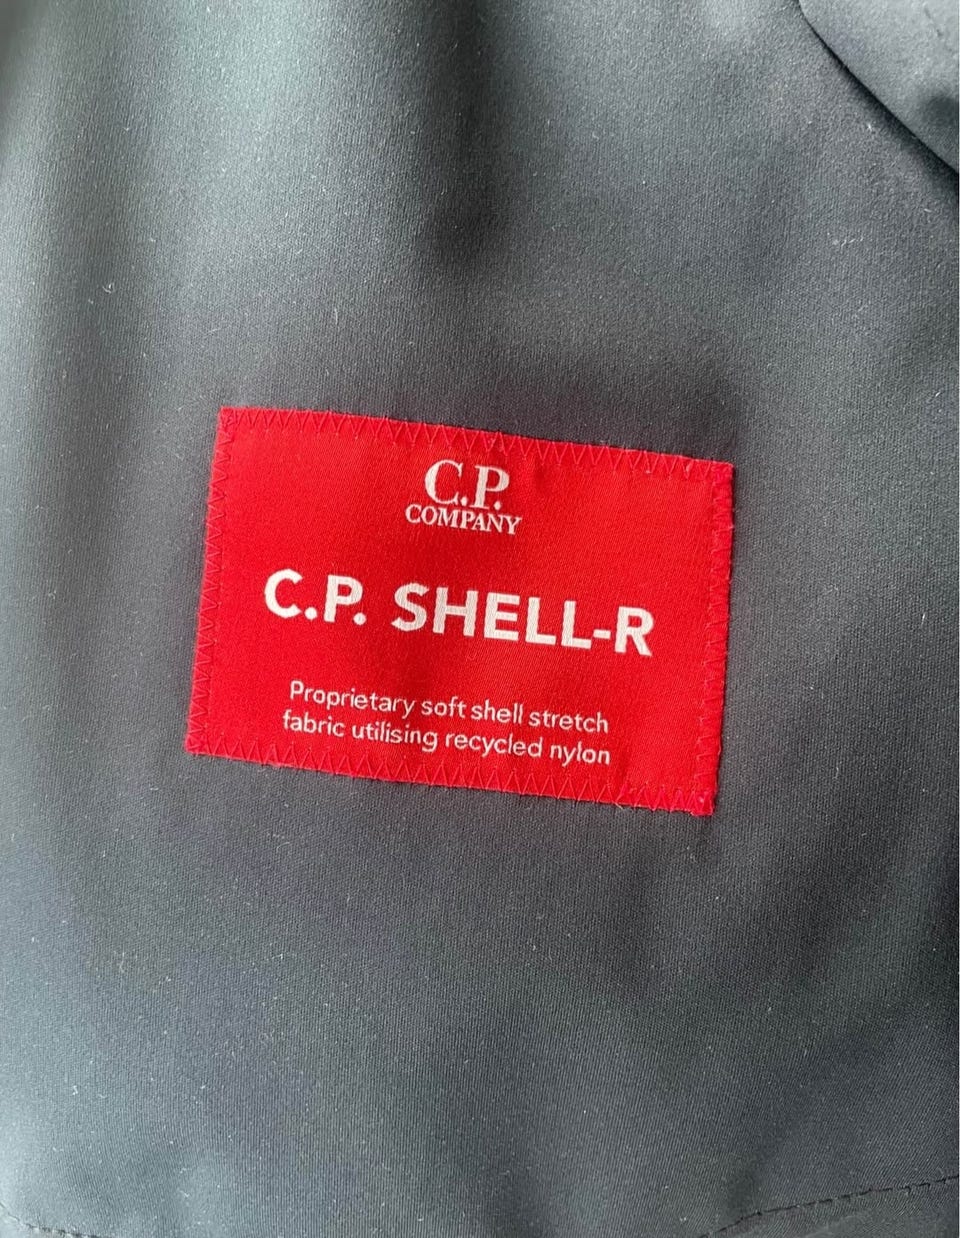 C.P.
COMPANY
C.P. SHELL-R
Proprietary soft shell stretch
fabric utilising recycled nylon